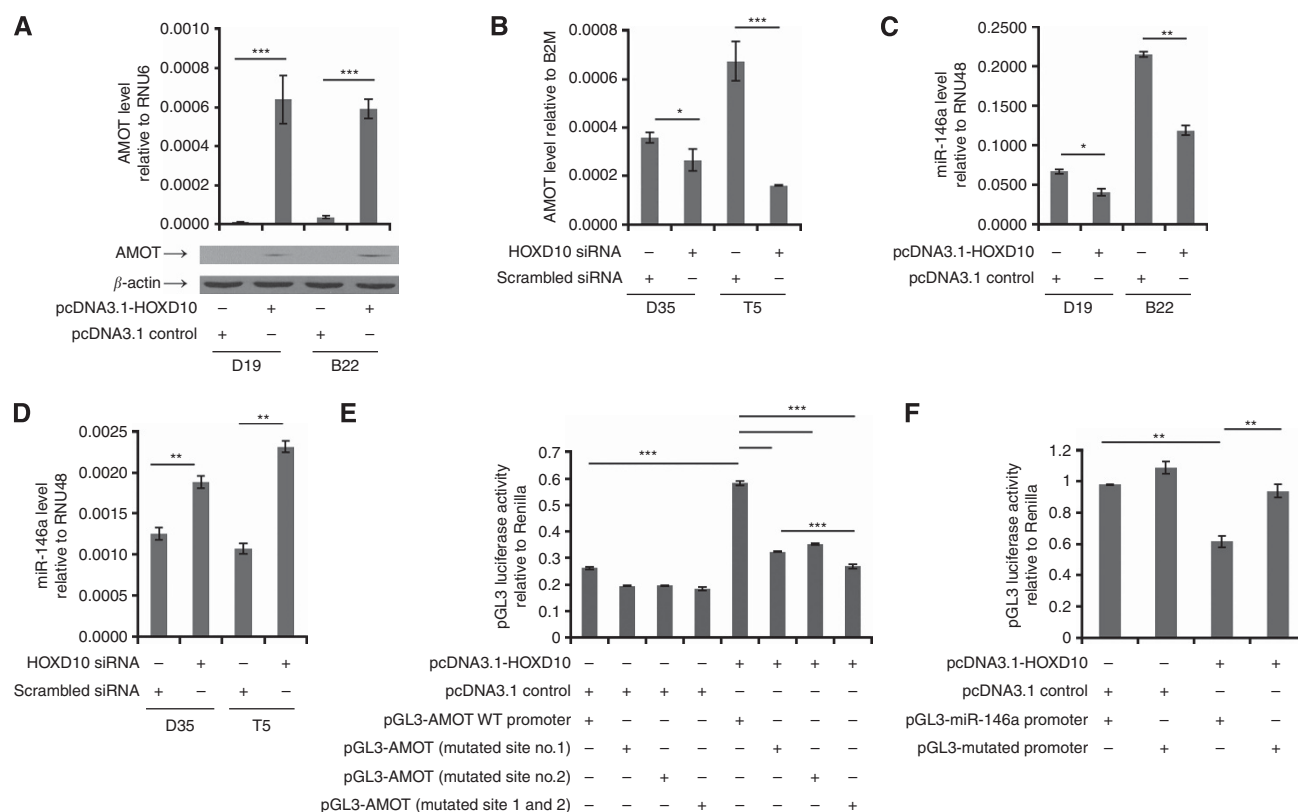 A
AMOT level
relative to RNU6
0.0010
0.0008
0.0006
0.0004
0.0002
0.0000
***
***
AMOT→
β-actin→
pcDNA3.1-HOXD10 – + – +
pcDNA3.1 control + – + –
D19 B22
B
AMOT level relative to B2M
0.0008
0.0006
0.0004
0.0002
0.0000
*
***
HOXD10 siRNA – + – +
Scrambled siRNA + – + –
D35 T5
C
miR-146a level
relative to RNU48
0.2500
0.2000
0.1500
0.1000
0.0500
0.0000
*
**
pcDNA3.1-HOXD10 – + – +
pcDNA3.1 control + – + –
D19 B22
D
miR-146a level
relative to RNU48
0.0025
0.0020
0.0015
0.0010
0.0005
0.0000
**
**
HOXD10 siRNA – + – +
Scrambled siRNA + – + –
D35 T5
E
pGL3 luciferase activity
relative to Renilla
0.7
0.6
0.5
0.4
0.3
0.2
0.1
0
***
***
***
pcDNA3.1-HOXD10 – – – – + + + +
pcDNA3.1 control + + + + – – – –
pGL3-AMOT WT promoter + – – – + – – –
pGL3-AMOT (mutated site no.1) – + – – – + – –
pGL3-AMOT (mutated site no.2) – – + – – – + –
pGL3-AMOT (mutated site 1 and 2) – – – + – – – +
F
pGL3 luciferase activity
relative to Renilla
1.2
1
0.8
0.6
0.4
0.2
0
**
**
pcDNA3.1-HOXD10 – – + +
pcDNA3.1 control + + – –
pGL3-miR-146a promoter + – + –
pGL3-mutated promoter – + – +